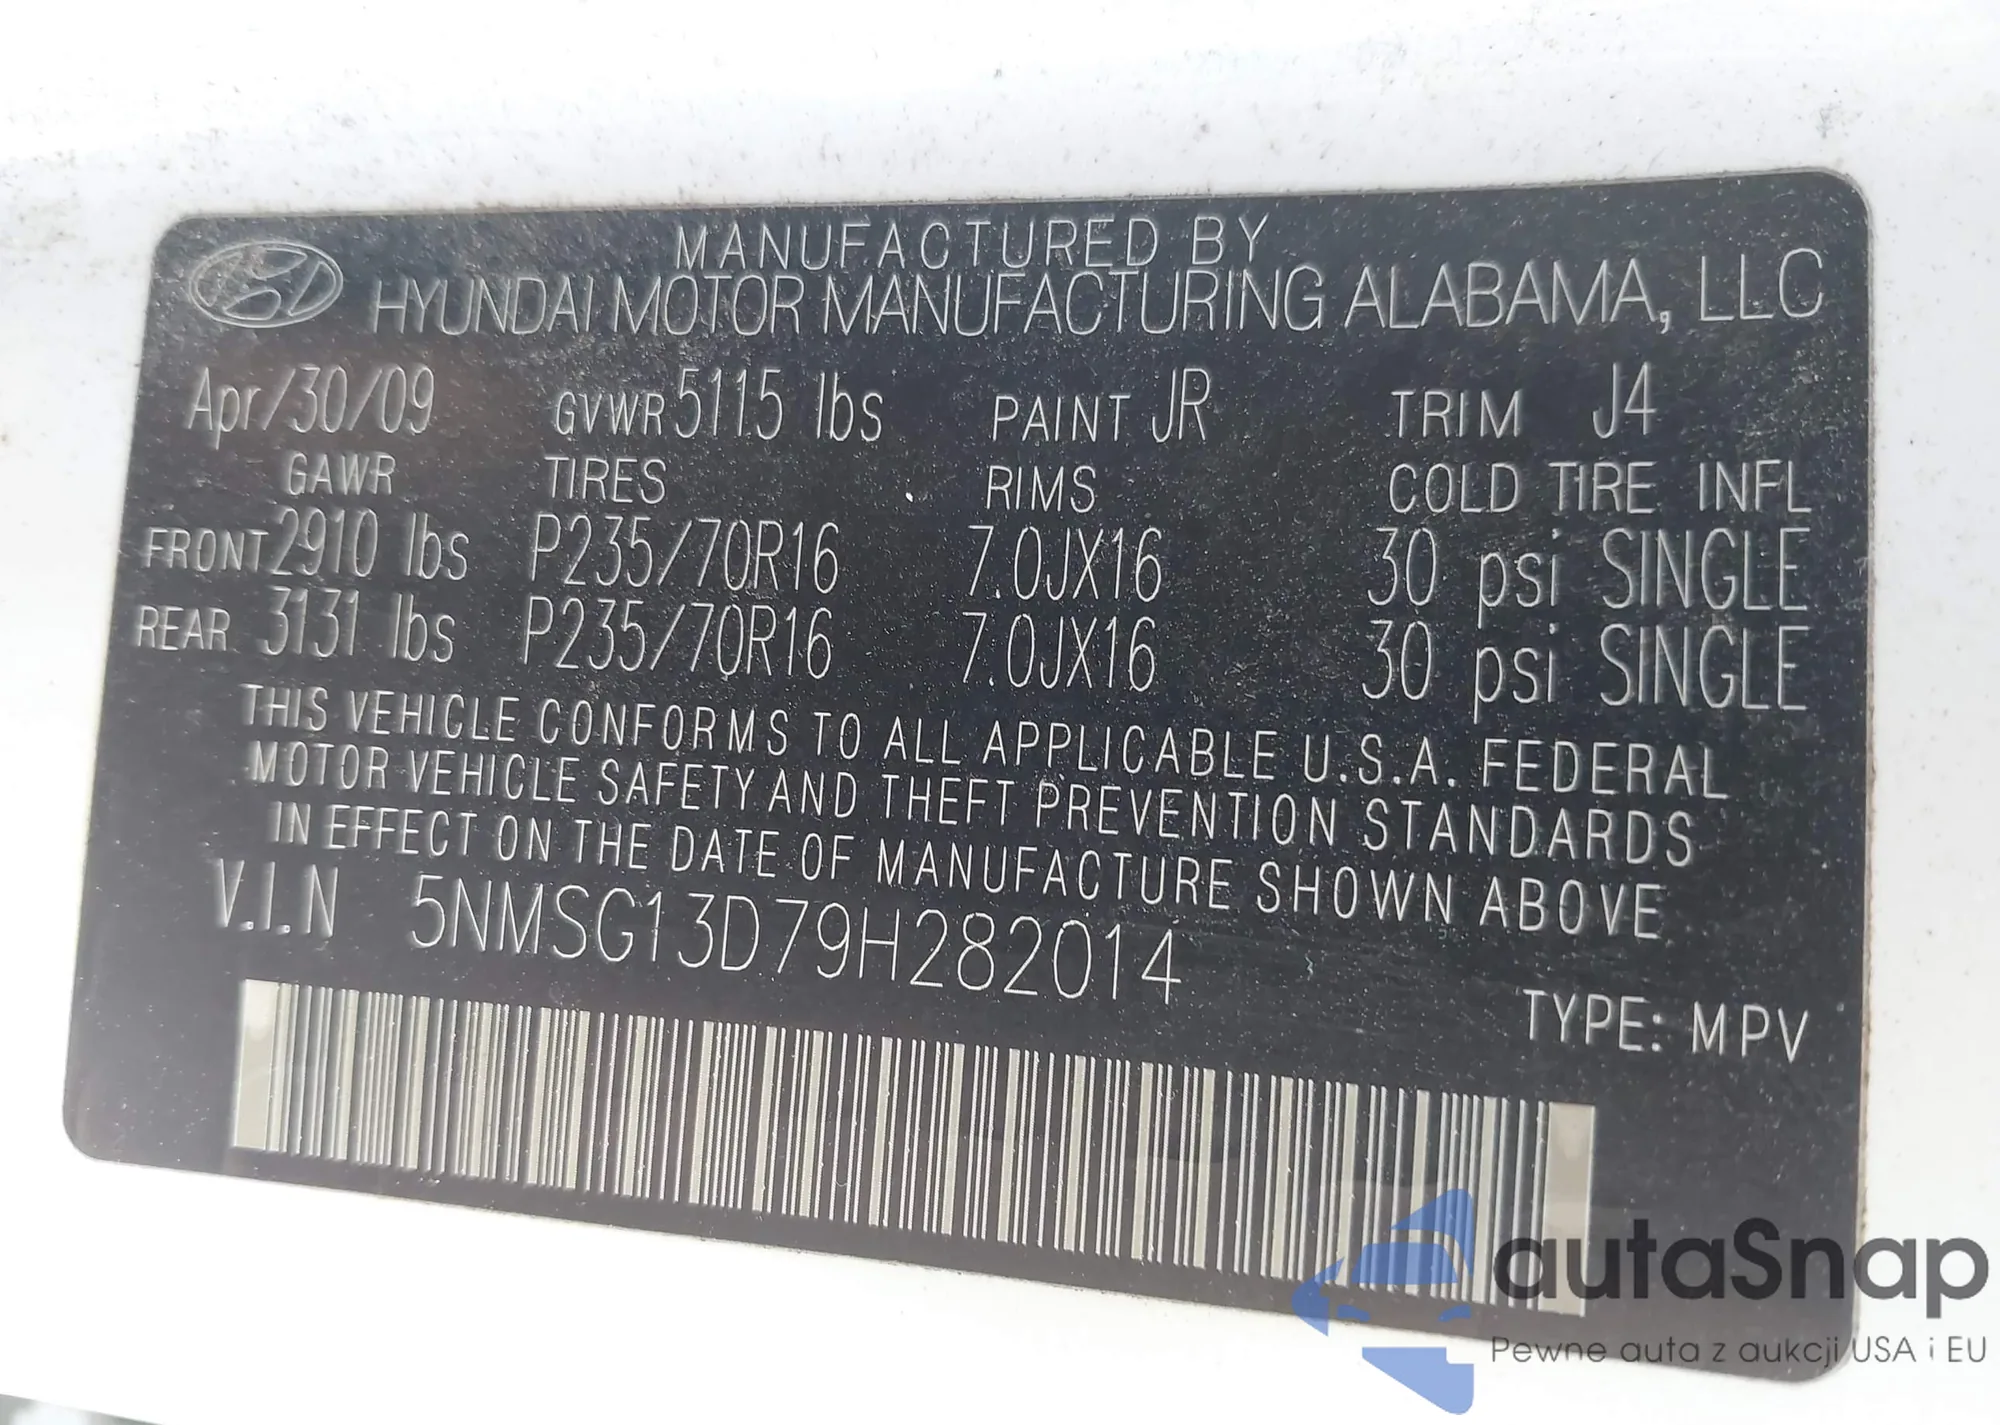 MANUFACTURED BY
HYUNDAI MOTOR MANUFACTURING ALABAMA, LLC
Apr/30/09 GVWR 5115 lbs PAINT JR TRIM J4
GAWR TIRES RIMS COLD TIRE INFL
FRONT 2910 lbs P235/70R16 7.0JX16 30 psi SINGLE
REAR 3131 lbs P235/70R16 7.0JX16 30 psi SINGLE
THIS VEHICLE CONFORMS TO ALL APPLICABLE U.S.A. FEDERAL
MOTOR VEHICLE SAFETY AND THEFT PREVENTION STANDARDS
IN EFFECT ON THE DATE OF MANUFACTURE SHOWN ABOVE.
V.I.N 5NMSG13D79H282014
TYPE: MPV
autaSnap
Pewne auta z aukcji USA i EU